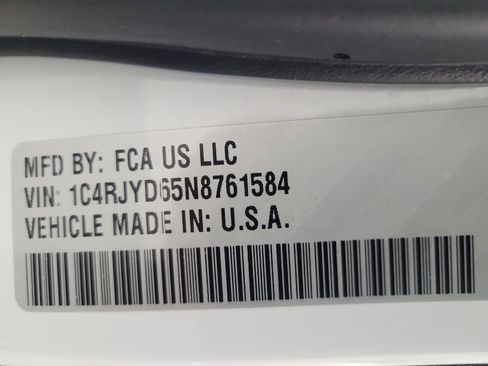 MFD BY: FCA US LLC
VIN: 1C4RJYD65N8761584
VEHICLE MADE IN: U.S.A.